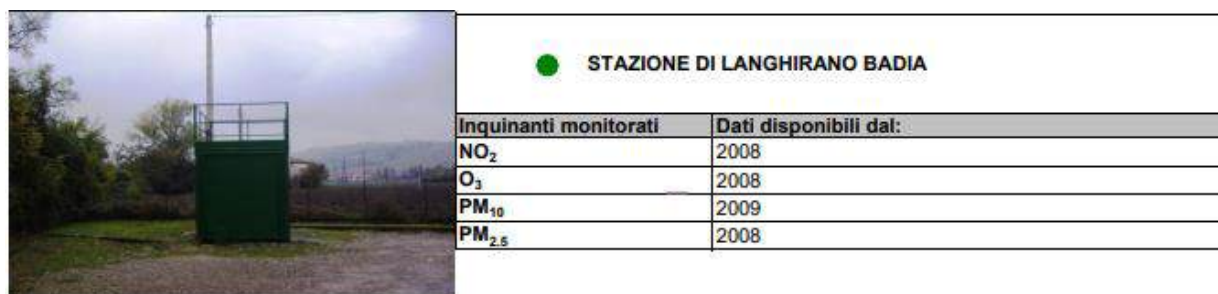 STAZIONE DI LANGHIRANO BADIA
Inquinanti monitorati Dati disponibili dal:
NO₂ 2008
O₃ 2008
PM₁₀ 2009
PM₂.₅ 2008